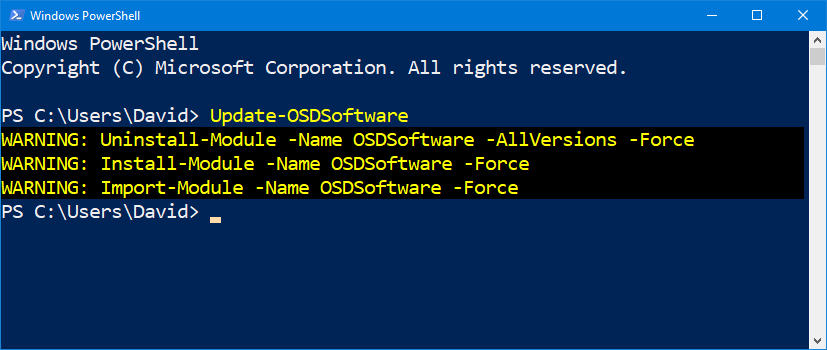 Windows PowerShell
Windows PowerShell
Copyright (C) Microsoft Corporation. All rights reserved.
PS C:\Users\David> Update-OSDSoftware
WARNING: Uninstall-Module -Name OSDSoftware -AllVersions -Force
WARNING: Install-Module -Name OSDSoftware -Force
WARNING: Import-Module -Name OSDSoftware -Force
PS C:\Users\David>